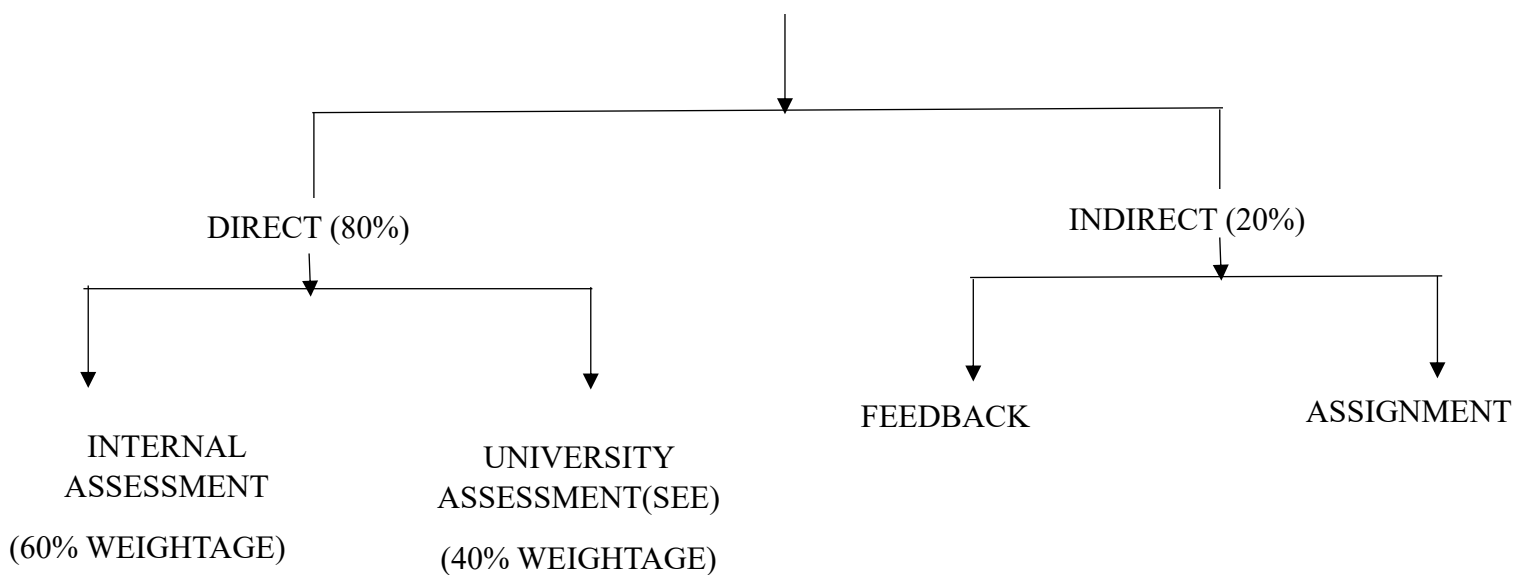 DIRECT (80%)
INDIRECT (20%)
INTERNAL
ASSESSMENT
(60% WEIGHTAGE)
UNIVERSITY
ASSESSMENT(SEE)
(40% WEIGHTAGE)
FEEDBACK
ASSIGNMENT